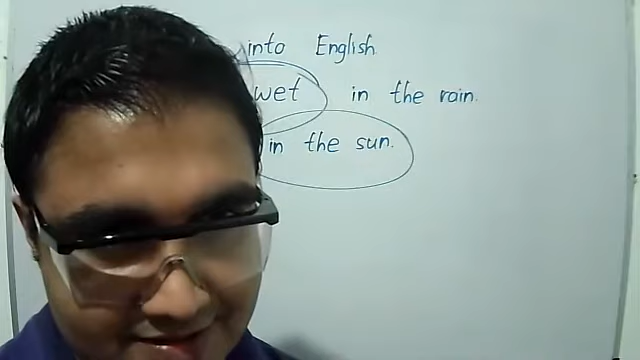 into English
wet in the rain.
in the sun.